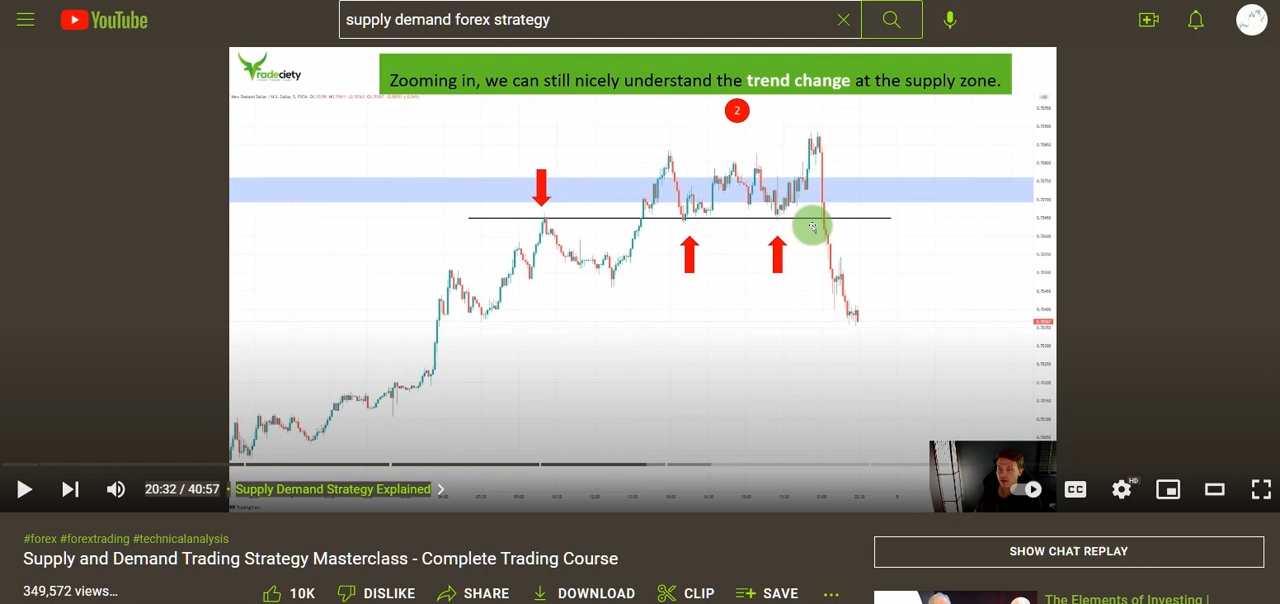 YouTube
supply demand forex strategy
Tradeciety
Zooming in, we can still nicely understand the trend change at the supply zone.
2
20:32 / 40:57 • Supply Demand Strategy Explained
CC
HD
#forex #forextrading #technicalanalysis
Supply and Demand Trading Strategy Masterclass - Complete Trading Course
SHOW CHAT REPLAY
349,572 views...
10K
DISLIKE
SHARE
DOWNLOAD
CLIP
SAVE
...
The Elements of Investing |